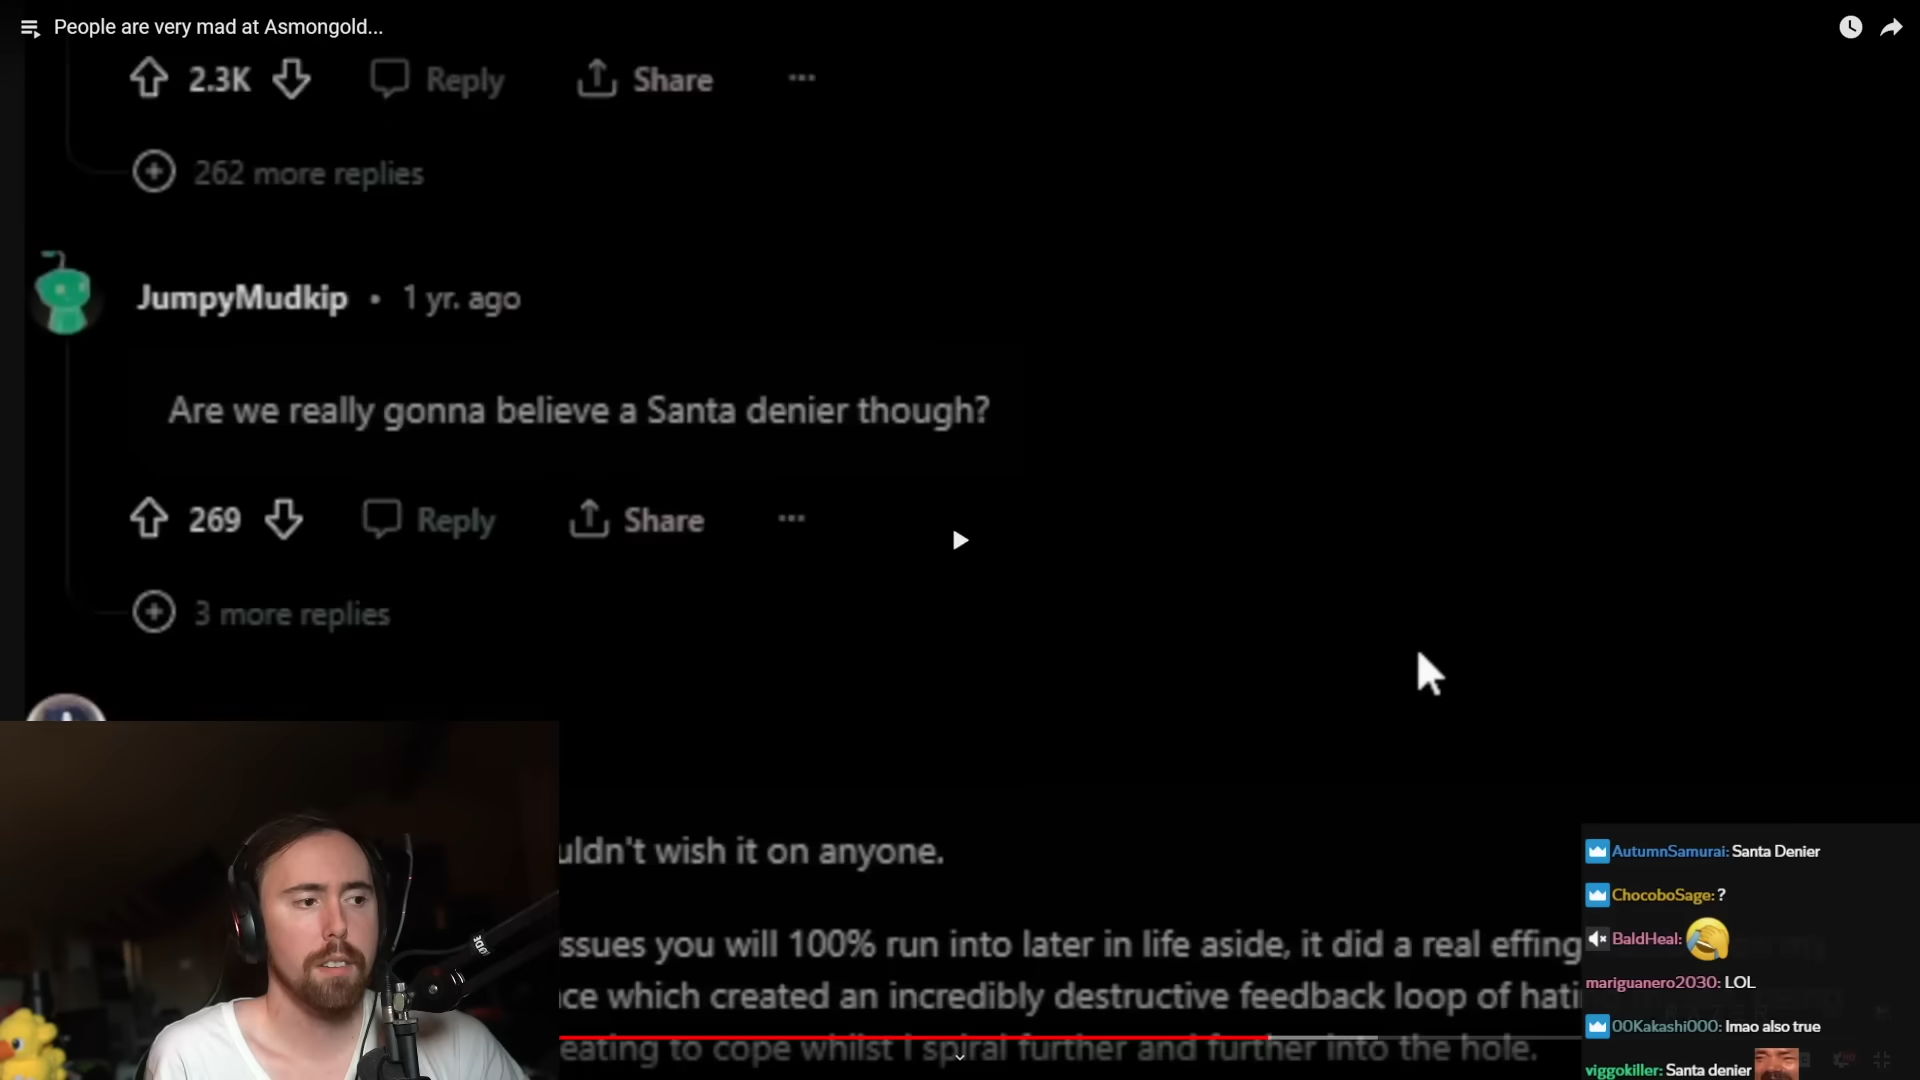 People are very mad at Asmongold...
2.3K Reply Share ...
262 more replies
JumpyMudkip • 1 yr. ago
Are we really gonna believe a Santa denier though?
269 Reply Share ...
3 more replies
uldn't wish it on anyone.
ssues you will 100% run into later in life aside, it did a real effing
ce which created an incredibly destructive feedback loop of hati
eating to cope whilst I spiral further and further into the hole.
AutumnSamurai: Santa Denier
ChocoboSage: ?
BaldHeal:
mariguanero2030: LOL
00Kakashi000: lmao also true
viggokiller: Santa denier